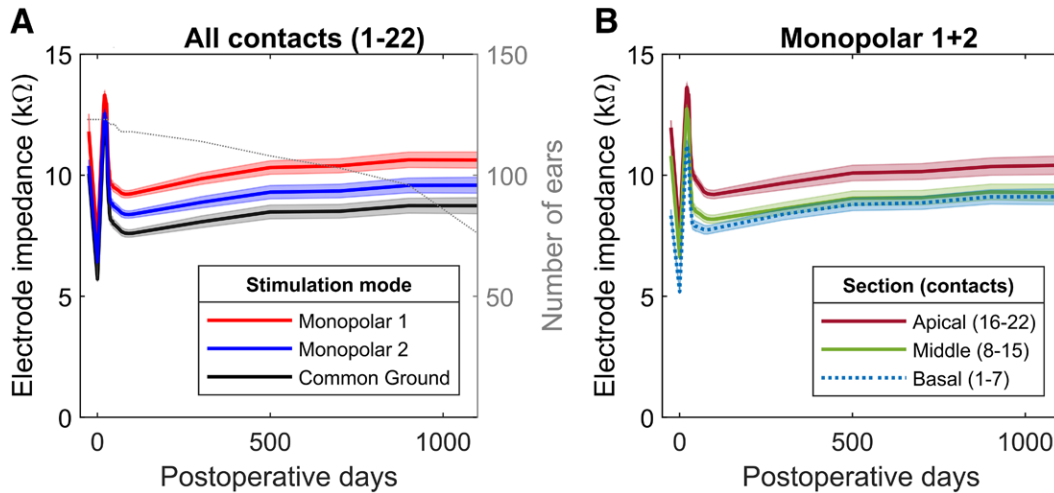 A
All contacts (1-22)
Electrode impedance (kΩ)
15
10
5
0
150
100
50
Number of ears
Stimulation mode
Monopolar 1
Monopolar 2
Common Ground
0
500
1000
Postoperative days
B
Monopolar 1+2
Electrode impedance (kΩ)
15
10
5
0
Section (contacts)
Apical (16-22)
Middle (8-15)
Basal (1-7)
0
500
1000
Postoperative days